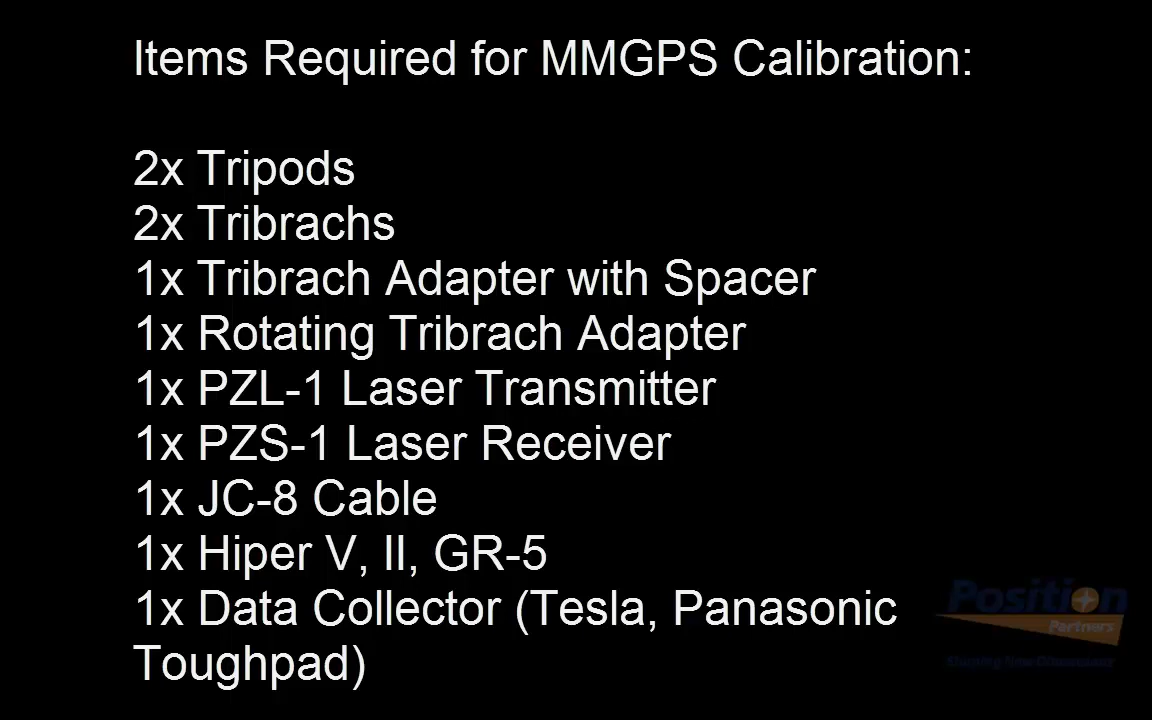 Items Required for MMGPS Calibration:
2x Tripods
2x Tribrachs
1x Tribrach Adapter with Spacer
1x Rotating Tribrach Adapter
1x PZL-1 Laser Transmitter
1x PZS-1 Laser Receiver
1x JC-8 Cable
1x Hiper V, II, GR-5
1x Data Collector (Tesla, Panasonic
Toughpad)
Position
Partners